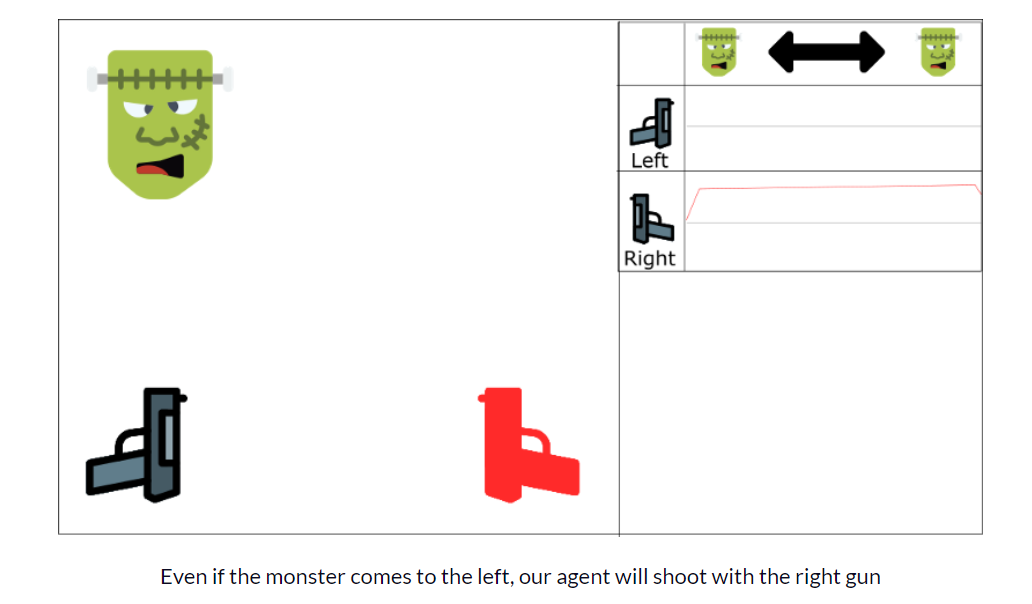 Left
Right
Even if the monster comes to the left, our agent will shoot with the right gun